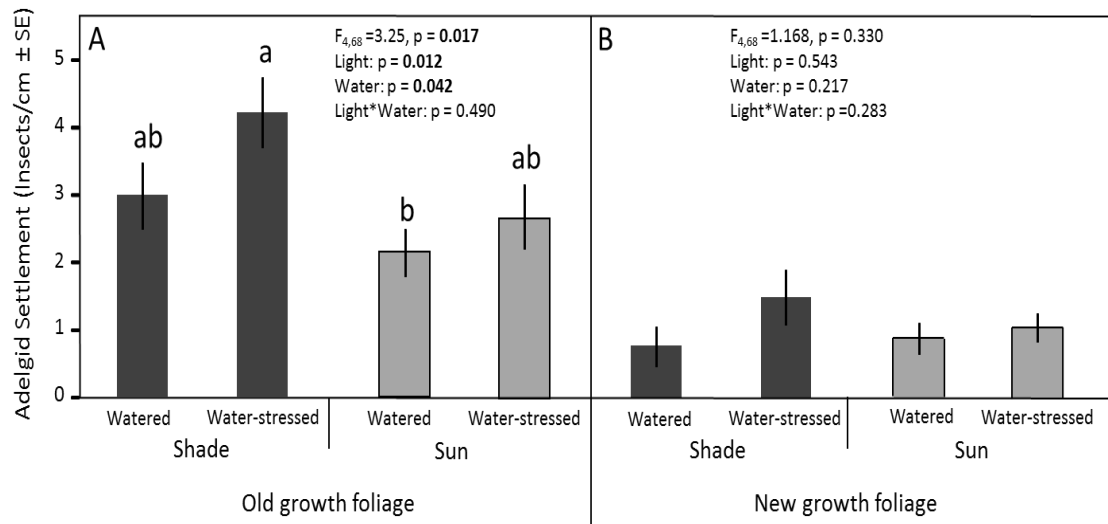 Adelgid Settlement (Insects/cm ± SE)
5
4
3
2
1
0
A
F4,68 =3.25, p = 0.017
Light: p = 0.012
Water: p = 0.042
Light*Water: p = 0.490
ab
a
b
ab
Watered
Water-stressed
Watered
Water-stressed
Shade
Sun
Old growth foliage
B
F4,68 =1.168, p = 0.330
Light: p = 0.543
Water: p = 0.217
Light*Water: p =0.283
Watered
Water-stressed
Watered
Water-stressed
Shade
Sun
New growth foliage